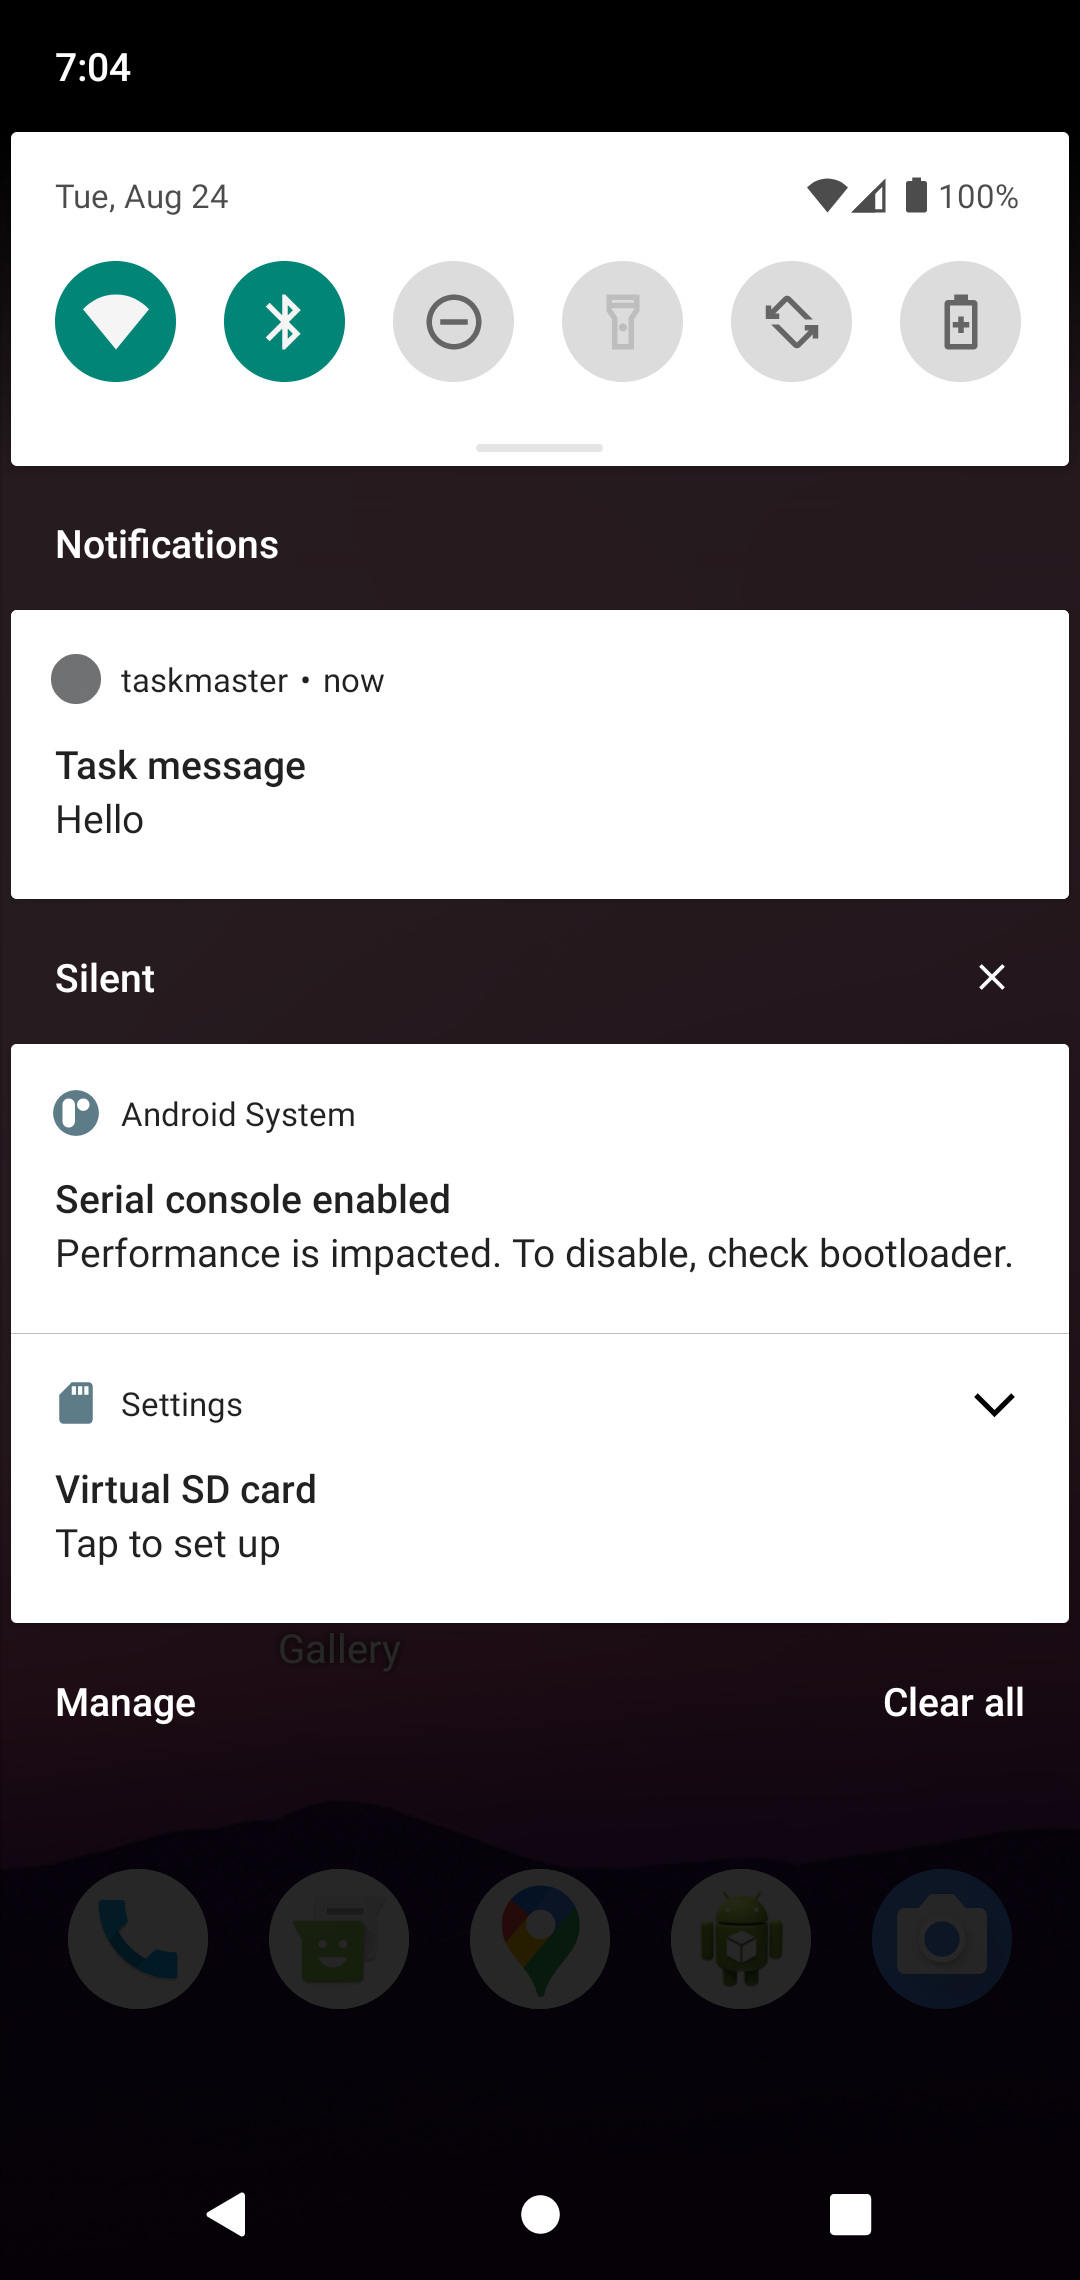 7:04
Tue, Aug 24
100%
Notifications
taskmaster • now
Task message
Hello
Silent
Android System
Serial console enabled
Performance is impacted. To disable, check bootloader.
Settings
Virtual SD card
Tap to set up
Gallery
Manage
Clear all